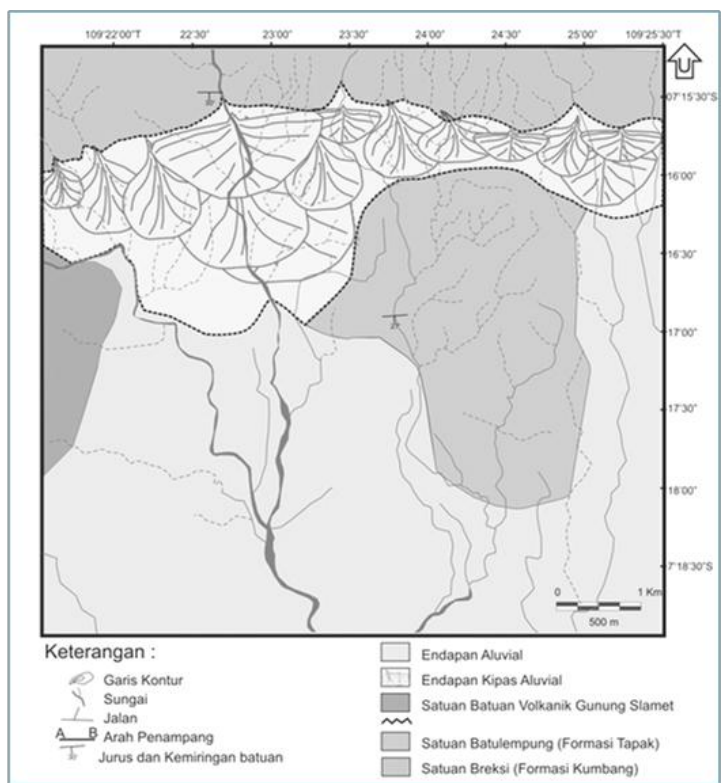 109°22'00"T 22'30" 23'00" 23'30" 24'00" 24'30" 25'00" 109°25'30"T
U
07°15'30"S
16'00"
16'30"
17'00"
17'30"
18'00"
7°18'30"S
0 1 Km
500 m
Keterangan :
Garis Kontur
Sungai
Jalan
A B Arah Penampang
Jurus dan Kemiringan batuan
Endapan Aluvial
Endapan Kipas Aluvial
Satuan Batuan Volkanik Gunung Slamet
Satuan Batulempung (Formasi Tapak)
Satuan Breksi (Formasi Kumbang)